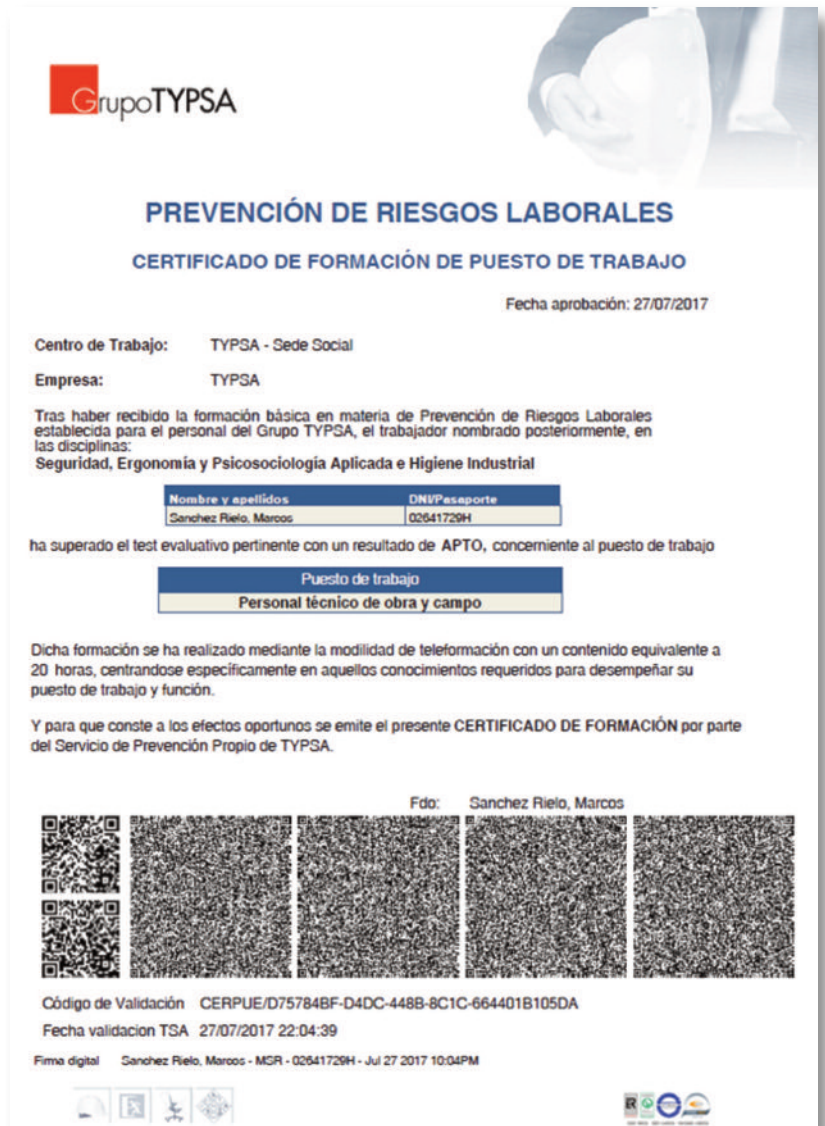 GrupoTYPSA
PREVENCIÓN DE RIESGOS LABORALES
CERTIFICADO DE FORMACIÓN DE PUESTO DE TRABAJO
Fecha aprobación: 27/07/2017
Centro de Trabajo: TYPSA - Sede Social
Empresa: TYPSA
Tras haber recibido la formación básica en materia de Prevención de Riesgos Laborales
establecida para el personal del Grupo TYPSA, el trabajador nombrado posteriormente, en
las disciplinas:
Seguridad, Ergonomía y Psicosociología Aplicada e Higiene Industrial
Nombre y apellidos DNI/Pasaporte
Sanchez Rielo, Marcos 02641729H
ha superado el test evaluativo pertinente con un resultado de APTO, concerniente al puesto de trabajo
Puesto de trabajo
Personal técnico de obra y campo
Dicha formación se ha realizado mediante la modilidad de teleformación con un contenido equivalente a
20 horas, centrandose específicamente en aquellos conocimientos requeridos para desempeñar su
puesto de trabajo y función.
Y para que conste a los efectos oportunos se emite el presente CERTIFICADO DE FORMACIÓN por parte
del Servicio de Prevención Propio de TYPSA.
Fdo: Sanchez Rielo, Marcos
Código de Validación CERPUE/D75784BF-D4DC-448B-8C1C-664401B105DA
Fecha validacion TSA 27/07/2017 22:04:39
Firma digital Sanchez Rielo, Marcos - MSR - 02641729H - Jul 27 2017 10:04PM